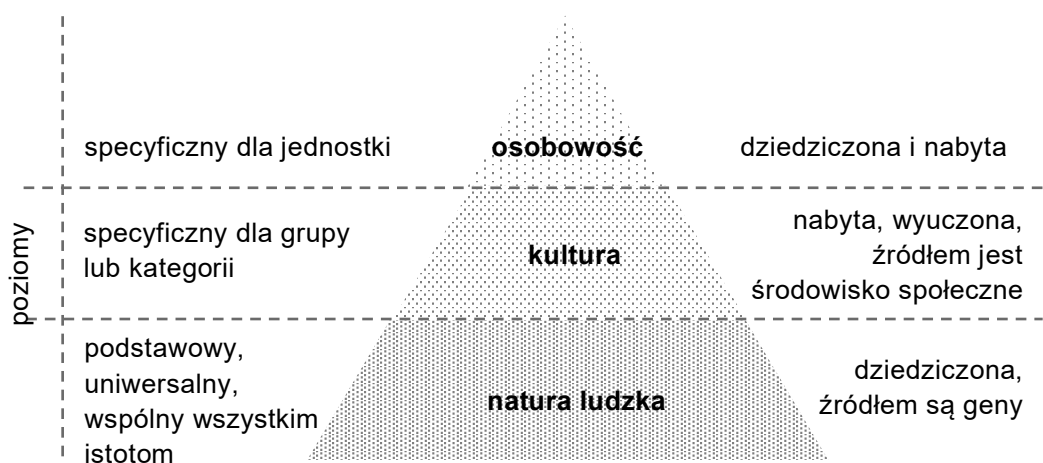 specyficzny dla jednostki
osobowość
dziedziczona i nabyta
poziomy
specyficzny dla grupy
lub kategorii
kultura
nabyta, wyuczona,
źródłem jest
środowisko społeczne
podstawowy,
uniwersalny,
wspólny wszystkim
istotom
natura ludzka
dziedziczona,
źródłem są geny